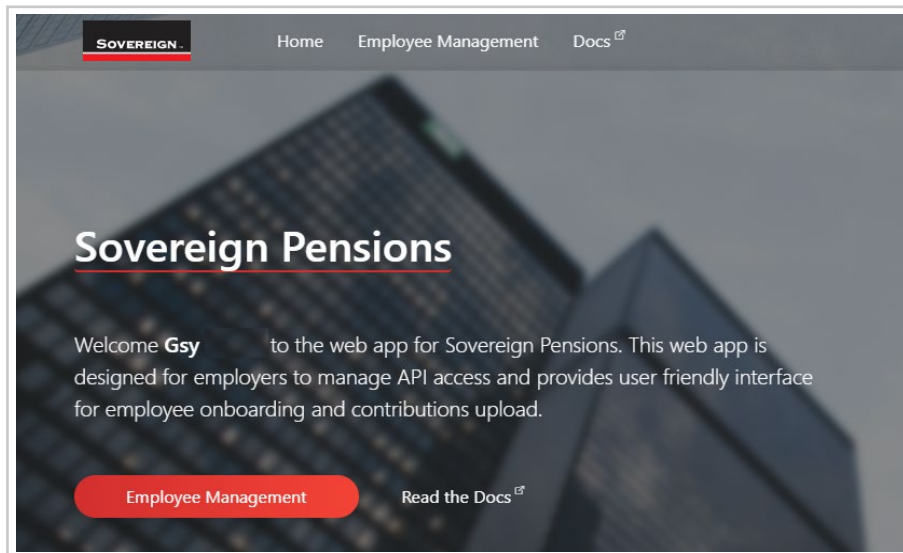 SOVEREIGN
Home Employee Management Docs
Sovereign Pensions
Welcome Gsy to the web app for Sovereign Pensions. This web app is
designed for employers to manage API access and provides user friendly interface
for employee onboarding and contributions upload.
Employee Management Read the Docs